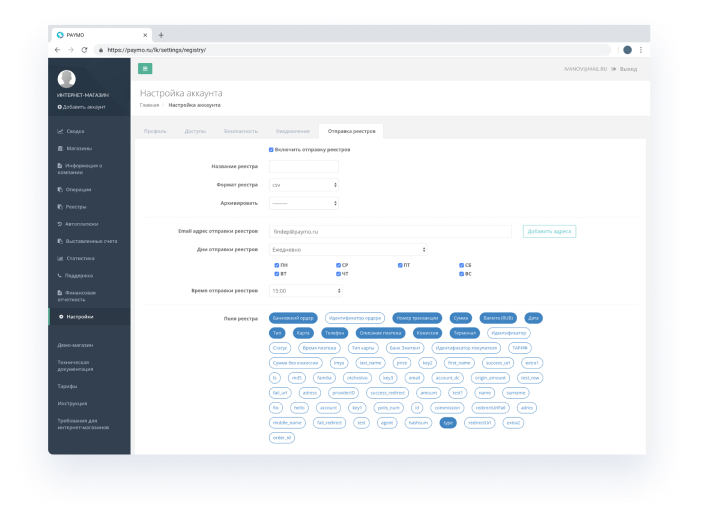 PAYMO
https://paymo.ru/lk/settings/registry/
IVANOV@MAIL.RU Выход
ИНТЕРНЕТ-МАГАЗИН
Добавить аккаунт
Сводка
Магазины
Информация о компании
Операции
Реестры
Автоплатежи
Выставленные счета
Статистика
Поддержка
Финансовая отчетность
Настройки
Демо-магазин
Техническая документация
Тарифы
Инструкция
Требования для интернет-магазинов
Настройка аккаунта
Главная / Настройка аккаунта
Профиль Доступы Безопасность Уведомления Отправка реестров
Включить отправку реестров
Название реестра
Формат реестра csv
Архивировать --------
Email адрес отправки реестров findep@paymo.ru Добавить адреса
Дни отправки реестров Ежедневно
ПН СР ПТ СБ
ВТ ЧТ ВС
Время отправки реестров 15:00
Поля реестра Банковский ордер Идентификатор ордера Номер транзакции Сумма Валюта (RUB) Дата
Тип Карта Телефон Описание платежа Комиссия Терминал Идентификатор
Статус Время платежа Тип карты Банк Эмитент Идентификатор покупателя ТАРИФ
Сумма без комиссии imya test_name ymid key2 first_name success_url extra1
ls md5 familia otchestvo key3 email account_dc origin_amount test_row
fail_url adress providerID success_redirect amount test1 name surname
fio hello account key1 polis_num id commission redirectUrlFail adres
middle_name fail_redirect test agent hashsum type redirectUrl extra2
order_id